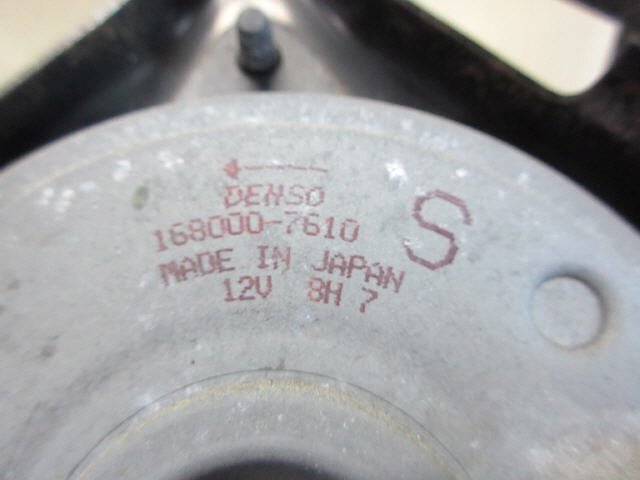 DENSO
168000-7610 S
MADE IN JAPAN
12V 8H 7